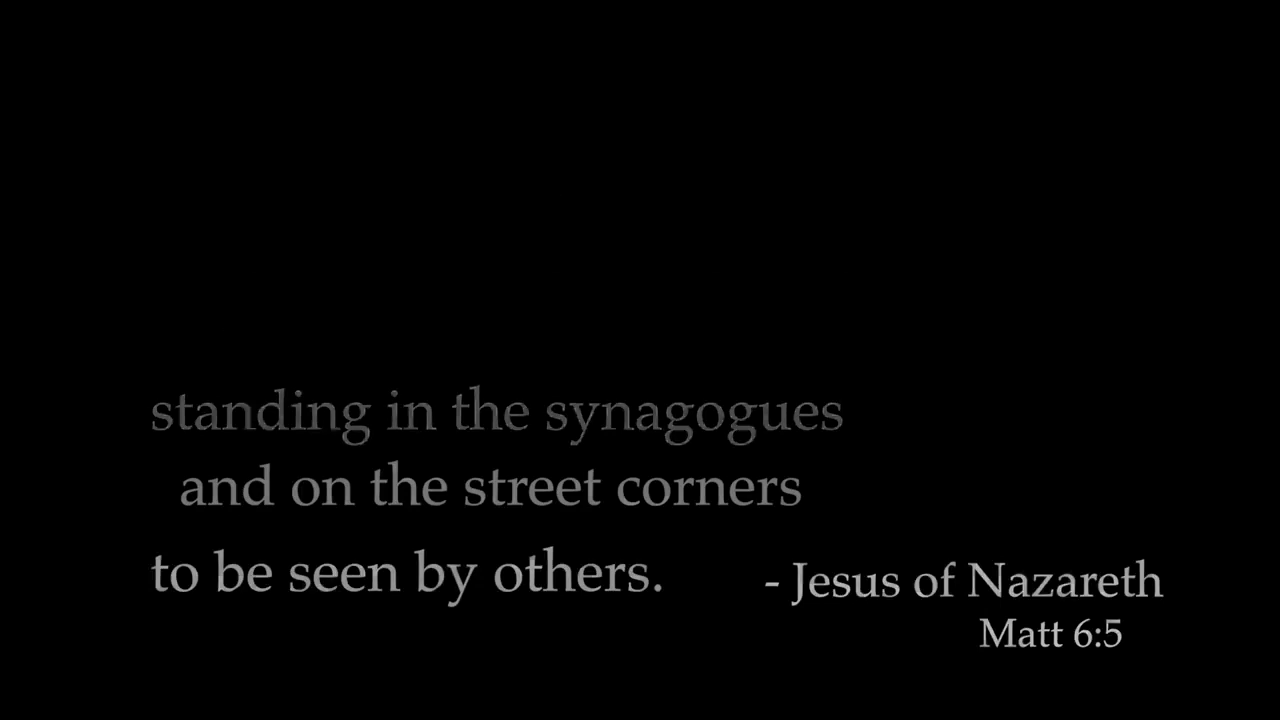 standing in the synagogues
and on the street corners
to be seen by others.
- Jesus of Nazareth
Matt 6:5